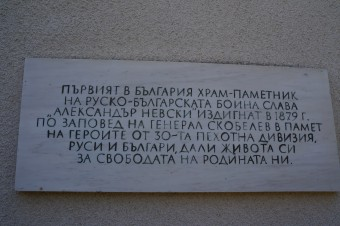 ПЪРВИЯТ В БЪЛГАРИЯ ХРАМ-ПАМЕТНИК
НА РУСКО-БЪЛГАРСКАТА БОЙНА СЛАВА
„АЛЕКСАНДЪР НЕВСКИ" ИЗДИГНАТ В 1879 Г.
ПО ЗАПОВЕД НА ГЕНЕРАЛ СКОБЕЛЕВ В ПАМЕТ
НА ГЕРОИТЕ ОТ 30-ТА ПЕХОТНА ДИВИЗИЯ,
РУСИ И БЪЛГАРИ, ДАЛИ ЖИВОТА СИ
ЗА СВОБОДАТА НА РОДИНАТА НИ.